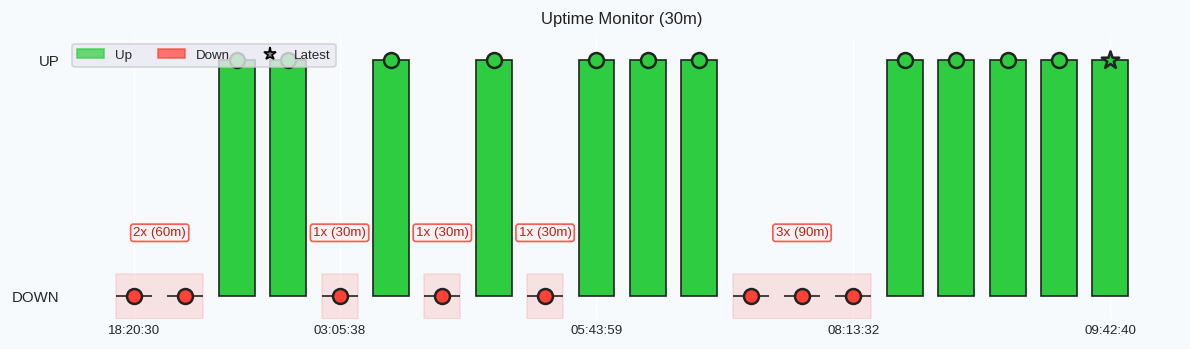 Uptime Monitor (30m)
Up Down Latest
UP
2x (60m) 1x (30m) 1x (30m) 1x (30m) 3x (90m)
DOWN
18:20:30 03:05:38 05:43:59 08:13:32 09:42:40